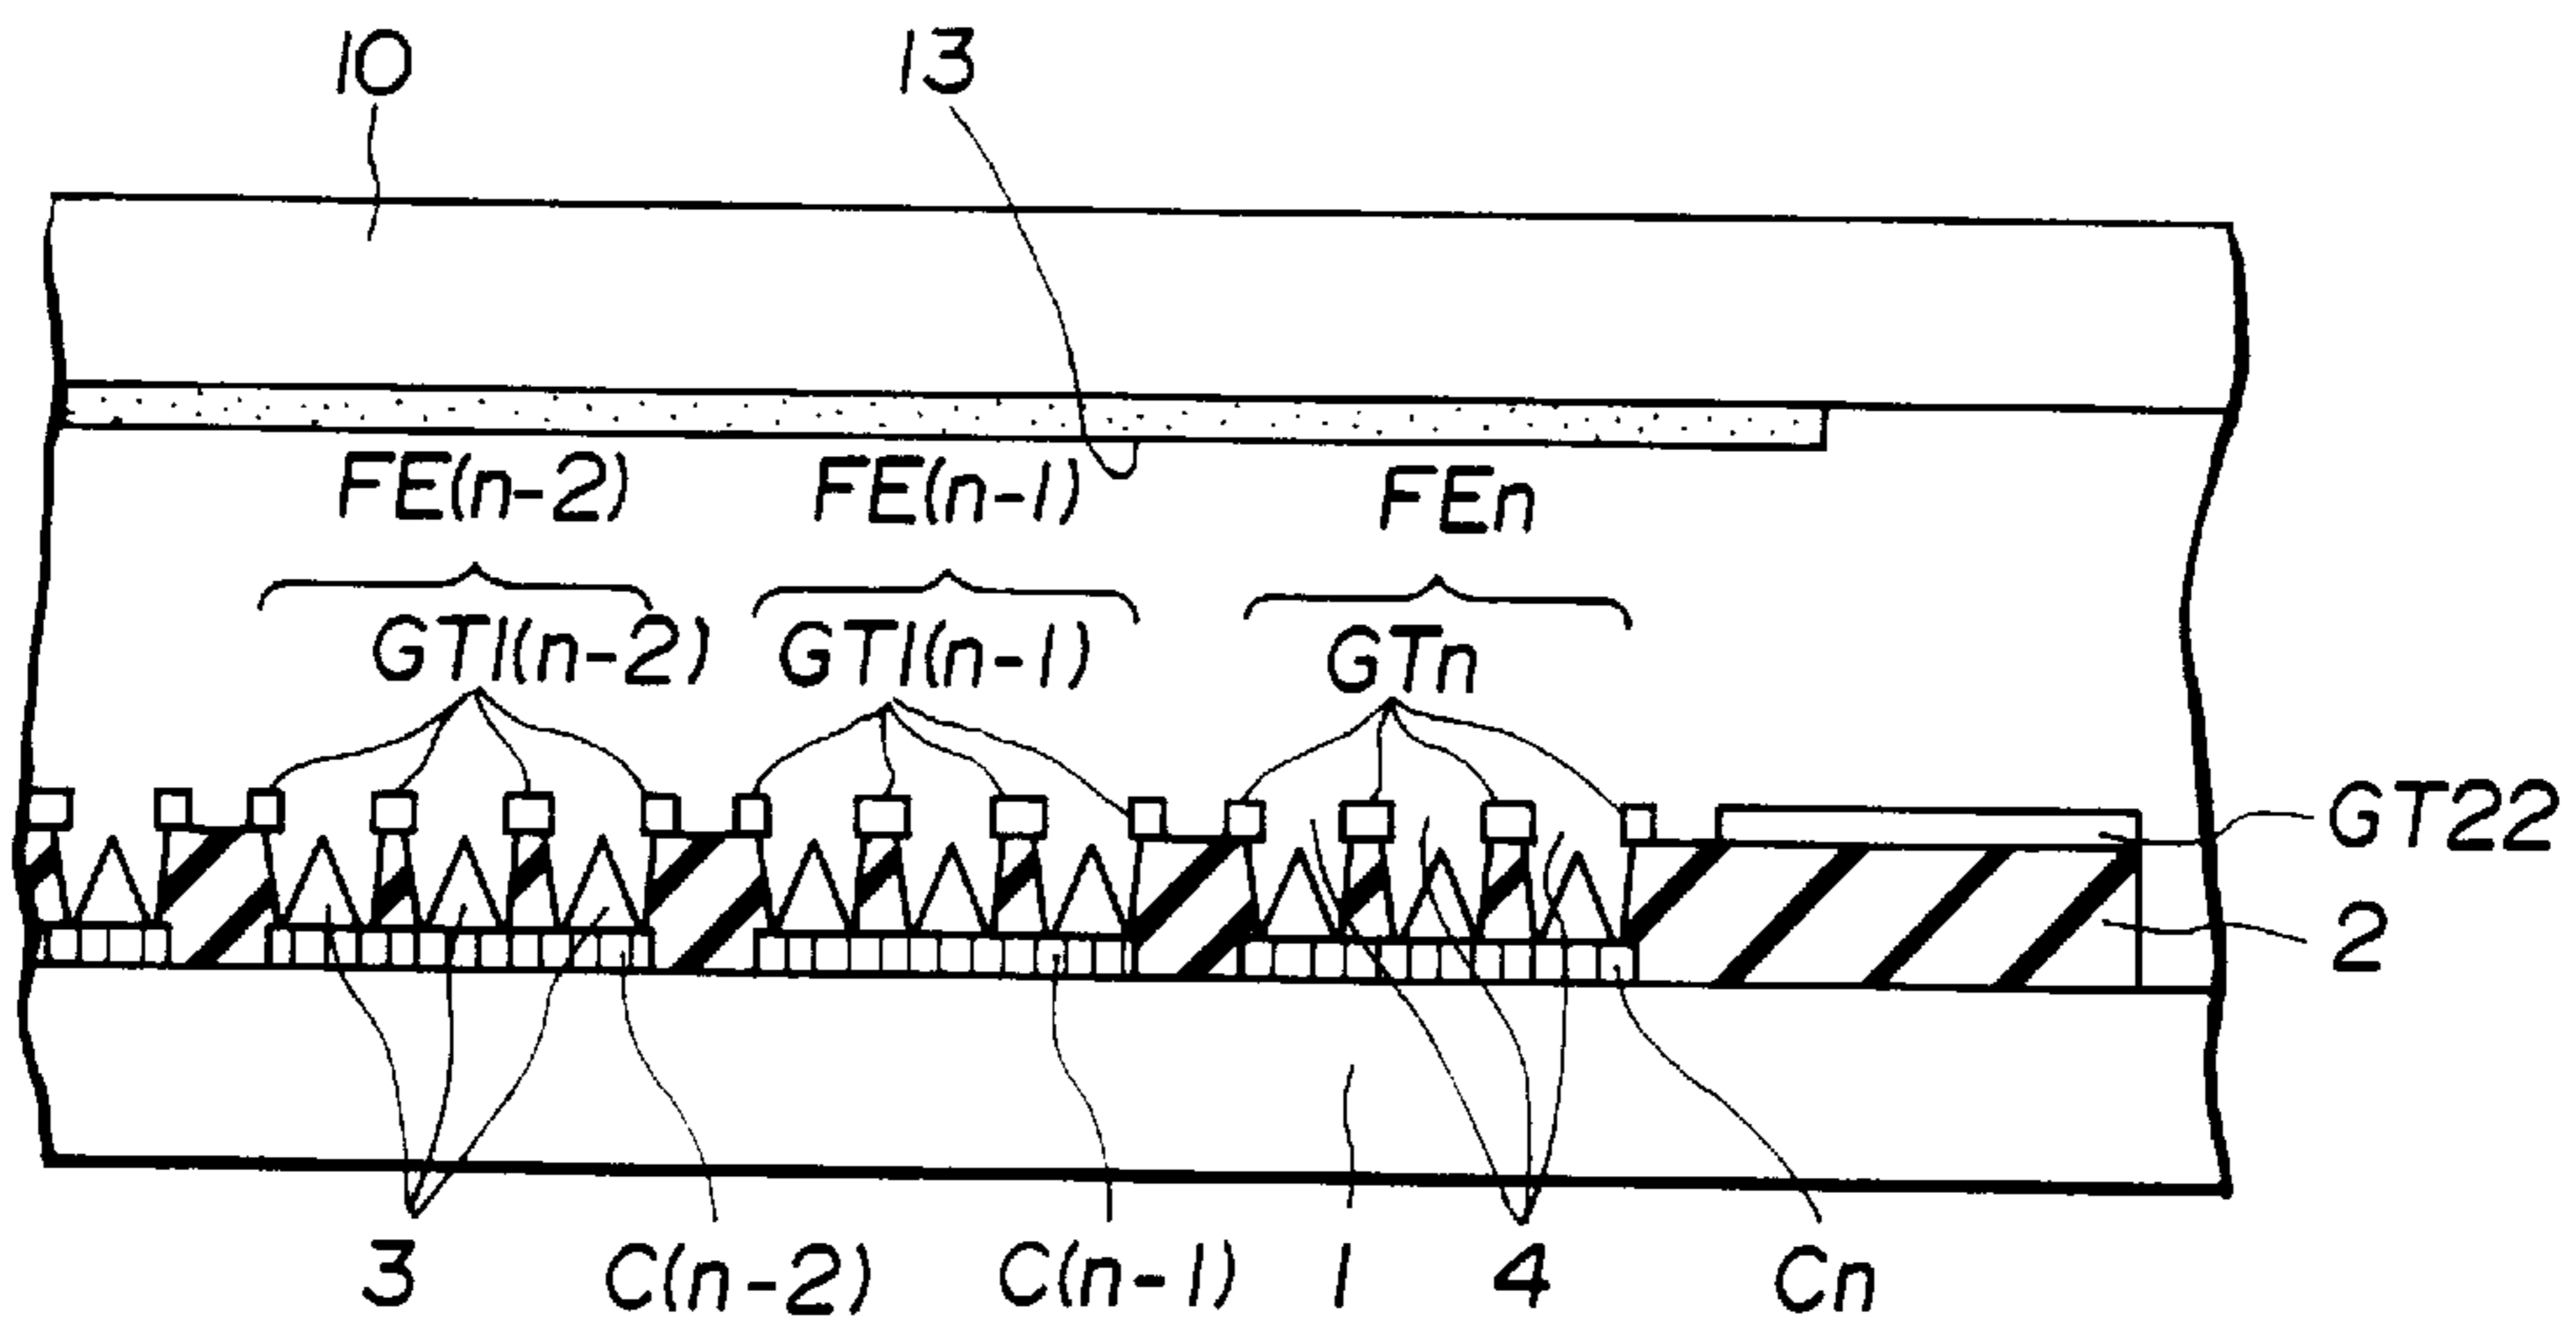 10 13
FE(n-2) FE(n-1) FEn
GT1(n-2) GT1(n-1) GTn
GT22
2
3 C(n-2) C(n-1) 1 4 Cn